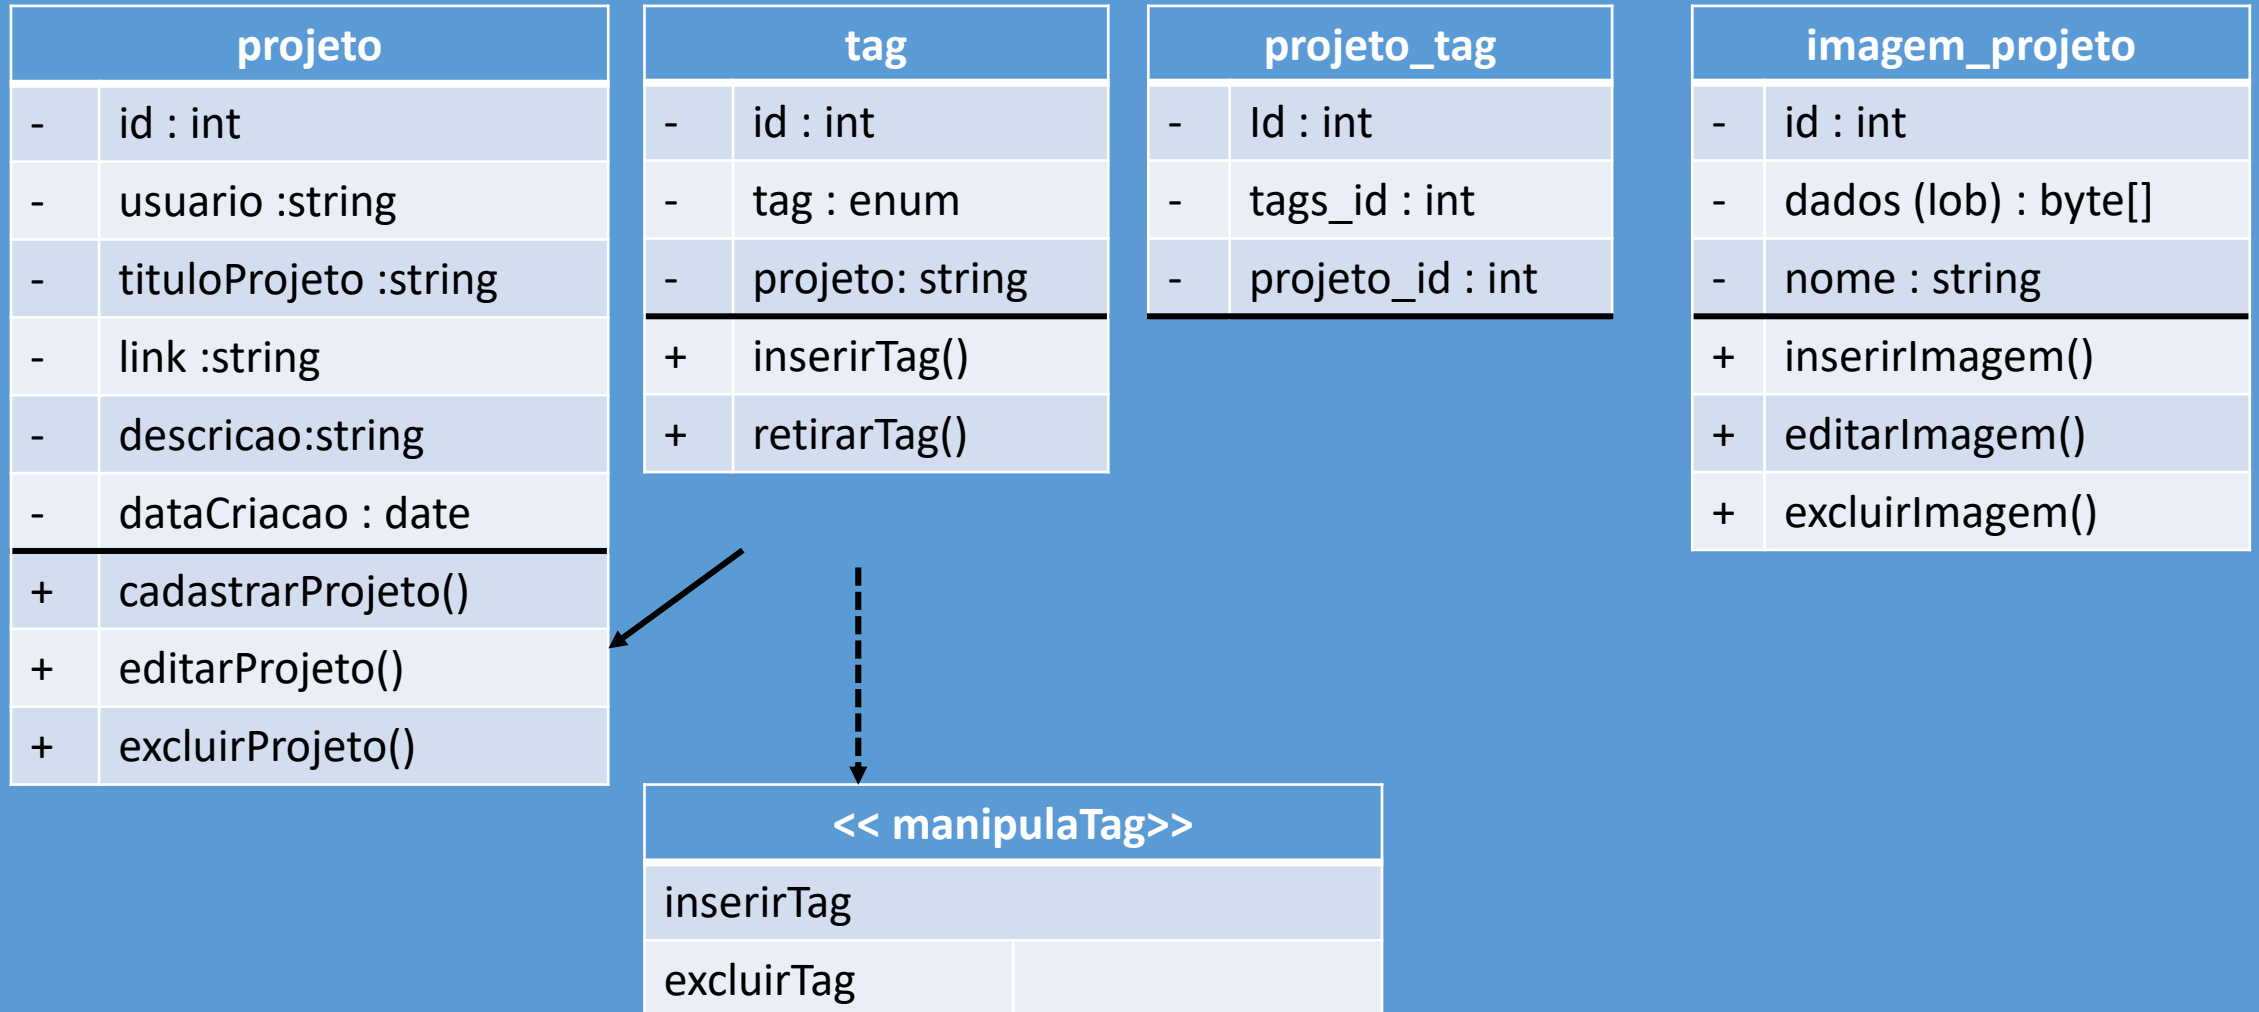 projeto
- id : int
- usuario :string
- tituloProjeto :string
- link :string
- descricao:string
- dataCriacao : date
+ cadastrarProjeto()
+ editarProjeto()
+ excluirProjeto()
tag
- id : int
- tag : enum
- projeto: string
+ inserirTag()
+ retirarTag()
projeto_tag
- Id : int
- tags_id : int
- projeto_id : int
imagem_projeto
- id : int
- dados (lob) : byte[]
- nome : string
+ inserirImagem()
+ editarImagem()
+ excluirImagem()
<< manipulaTag>>
inserirTag
excluirTag